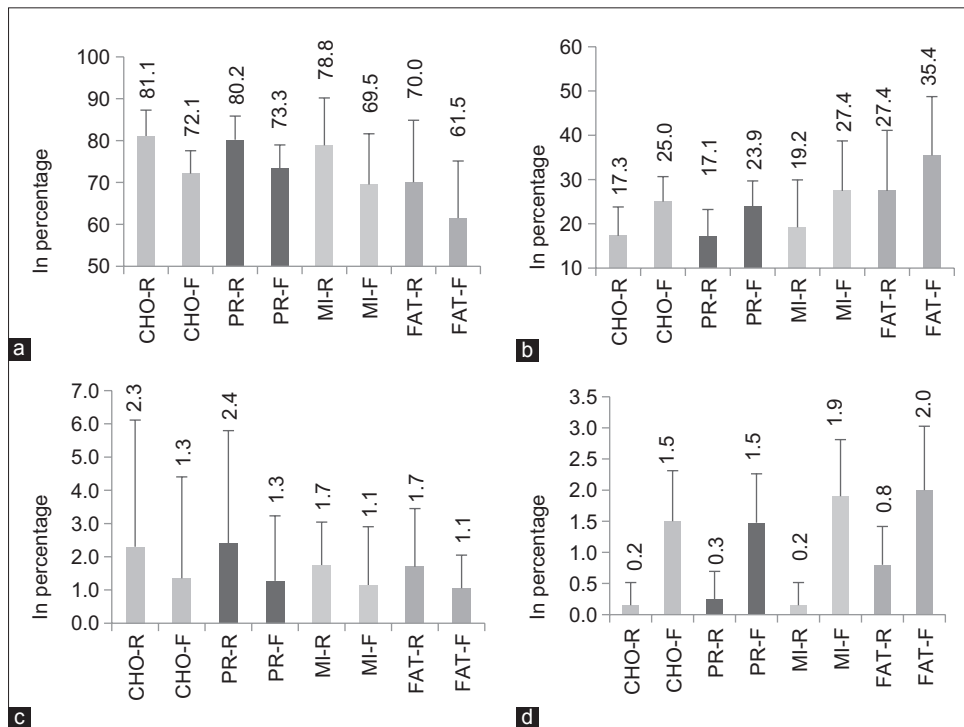 100
90
80
70
60
50
In percentage
81.1
72.1
80.2
73.3
78.8
69.5
70.0
61.5
CHO-R
CHO-F
PR-R
PR-F
MI-R
MI-F
FAT-R
FAT-F
a
60
50
40
30
20
10
In percentage
17.3
25.0
17.1
23.9
19.2
27.4
27.4
35.4
CHO-R
CHO-F
PR-R
PR-F
MI-R
MI-F
FAT-R
FAT-F
b
7.0
6.0
5.0
4.0
3.0
2.0
1.0
0.0
In percentage
2.3
1.3
2.4
1.3
1.7
1.1
1.7
1.1
CHO-R
CHO-F
PR-R
PR-F
MI-R
MI-F
FAT-R
FAT-F
c
3.5
3.0
2.5
2.0
1.5
1.0
0.5
0.0
In percentage
0.2
1.5
0.3
1.5
0.2
1.9
0.8
2.0
CHO-R
CHO-F
PR-R
PR-F
MI-R
MI-F
FAT-R
FAT-F
d